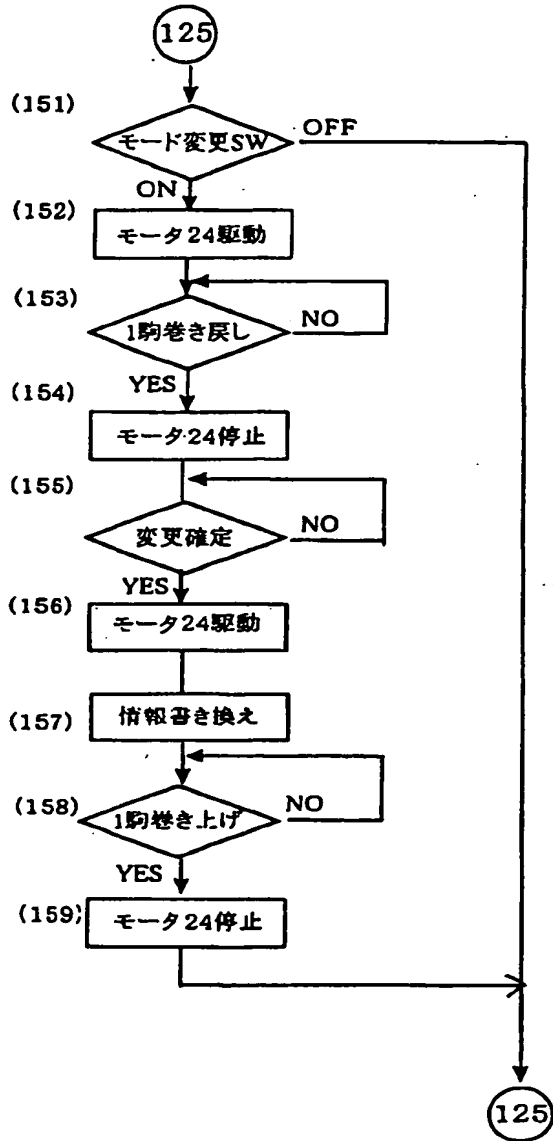 125
(151)
モード変更SW
OFF
ON
(152)
モータ24駆動
(153)
1駒巻き戻し
NO
YES
(154)
モータ24停止
(155)
変更確定
NO
YES
(156)
モータ24駆動
(157)
情報書き換え
(158)
1駒巻き上げ
NO
YES
(159)
モータ24停止
125